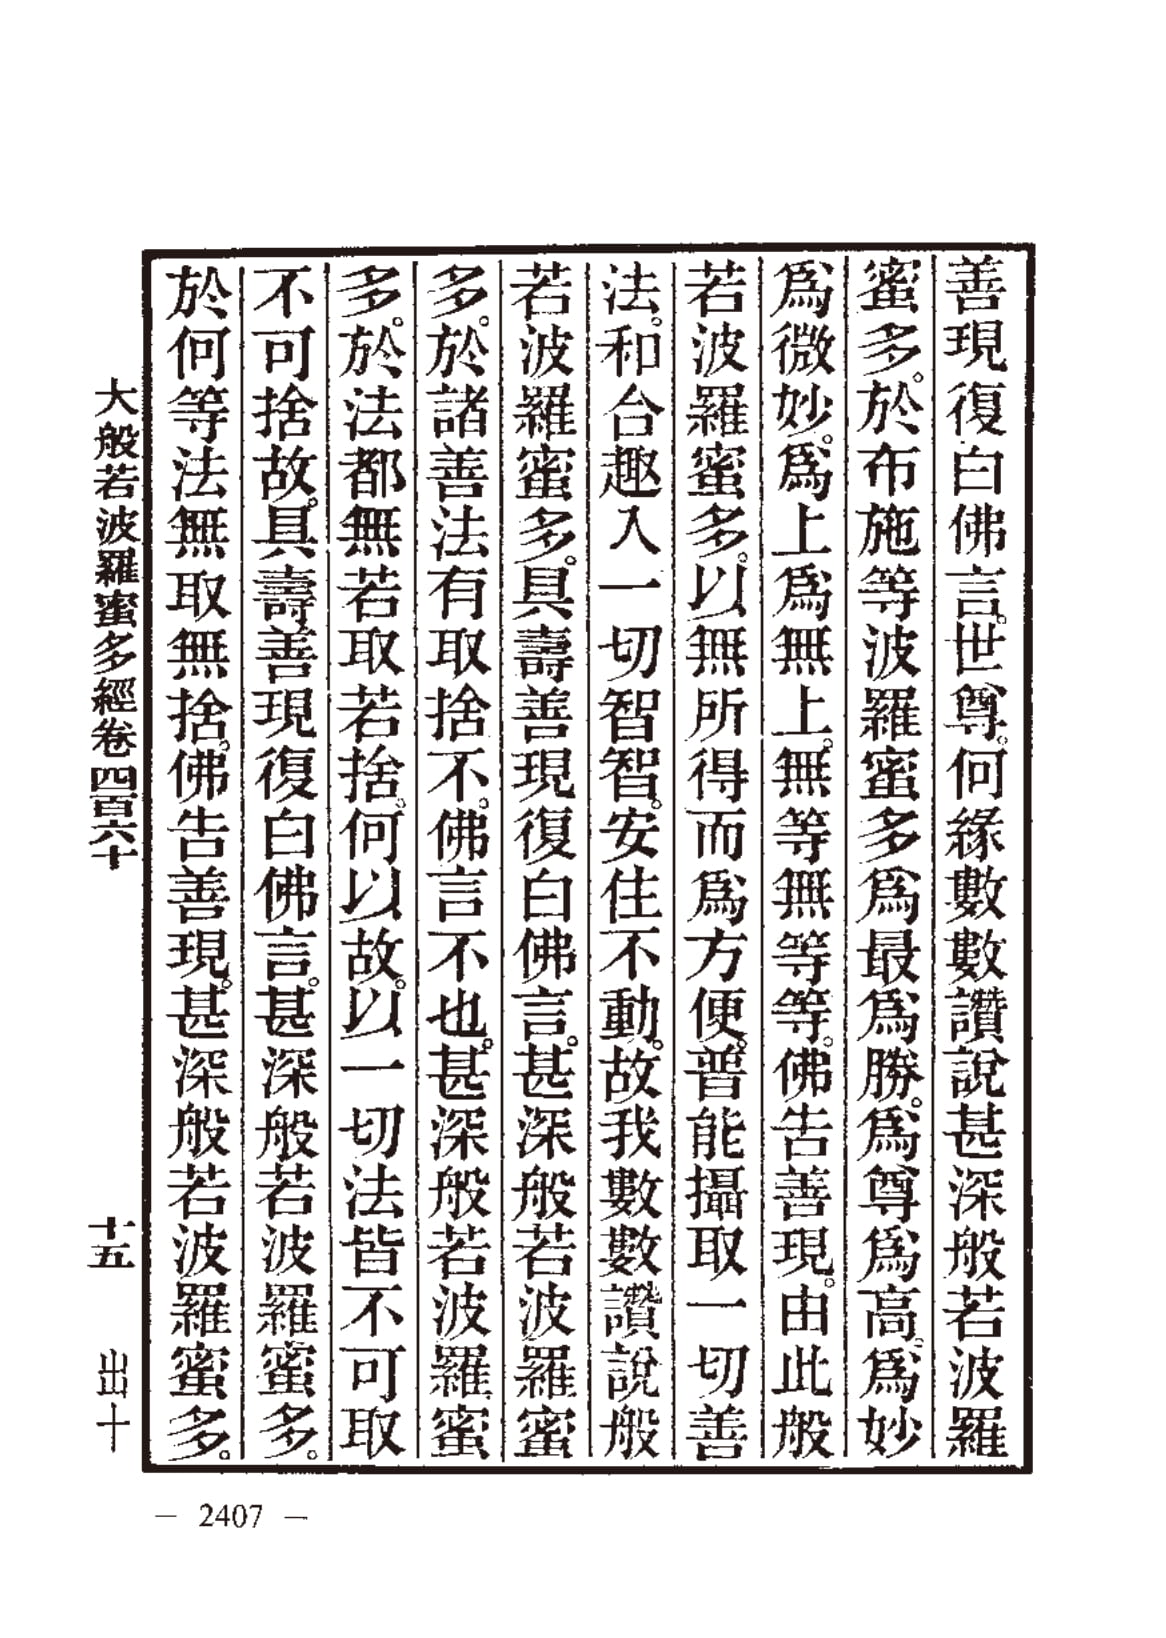 善現復白佛言。世尊。何緣數數讚說甚深般若波羅
蜜多。於布施等波羅蜜多爲最爲勝。爲尊爲高。爲妙
爲微妙。爲上爲無上。無等無等等。佛告善現。由此般
若波羅蜜多。以無所得而爲方便。普能攝取一切善
法。和合趣入一切智智。安住不動。故我數數讚說般
若波羅蜜多。具壽善現復白佛言。甚深般若波羅蜜
多。於諸善法有取捨不。佛言不也。甚深般若波羅蜜
多。於法都無若取若捨。何以故。以一切法皆不可取
不可捨故。具壽善現復白佛言。甚深般若波羅蜜多。
於何等法無取無捨。佛告善現。甚深般若波羅蜜多。
大般若波羅蜜多經卷四百六十
十五
出十
— 2407 —